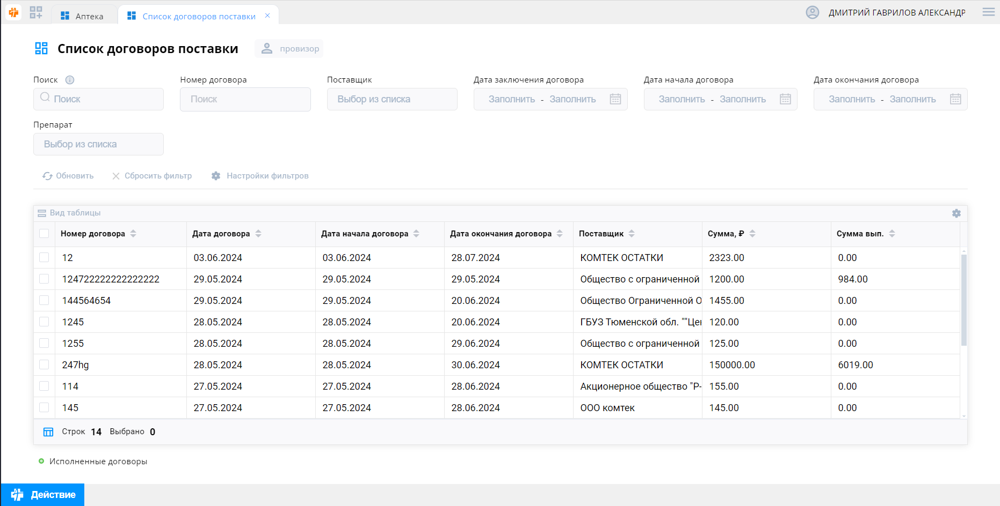 Аптека
Список договоров поставки
ДМИТРИЙ ГАВРИЛОВ АЛЕКСАНДР
Список договоров поставки
провизор
Поиск Номер договора Поставщик Дата заключения договора Дата начала договора Дата окончания договора
Поиск Поиск Выбор из списка Заполнить - Заполнить Заполнить - Заполнить Заполнить - Заполнить
Препарат
Выбор из списка
Обновить Сбросить фильтр Настройки фильтров
Вид таблицы
Номер договора Дата договора Дата начала договора Дата окончания договора Поставщик Сумма, ₽ Сумма вып.
12 03.06.2024 03.06.2024 28.07.2024 КОМТЕК ОСТАТКИ 2323.00 0.00
124722222222222222 29.05.2024 29.05.2024 29.05.2024 Общество с ограниченной 1200.00 984.00
144564654 29.05.2024 29.05.2024 20.06.2024 Общество Ограниченной О 1455.00 0.00
1245 28.05.2024 28.05.2024 20.06.2024 ГБУЗ Тюменской обл. ""Цен 120.00 0.00
1255 28.05.2024 28.05.2024 29.06.2024 Общество с ограниченной 125.00 0.00
247hg 28.05.2024 28.05.2024 30.06.2024 КОМТЕК ОСТАТКИ 150000.00 6019.00
114 27.05.2024 27.05.2024 28.06.2024 Акционерное общество "Р- 155.00 0.00
145 27.05.2024 27.05.2024 28.06.2024 ООО комтек 145.00 0.00
Строк 14 Выбрано 0
Исполненные договоры
Действие